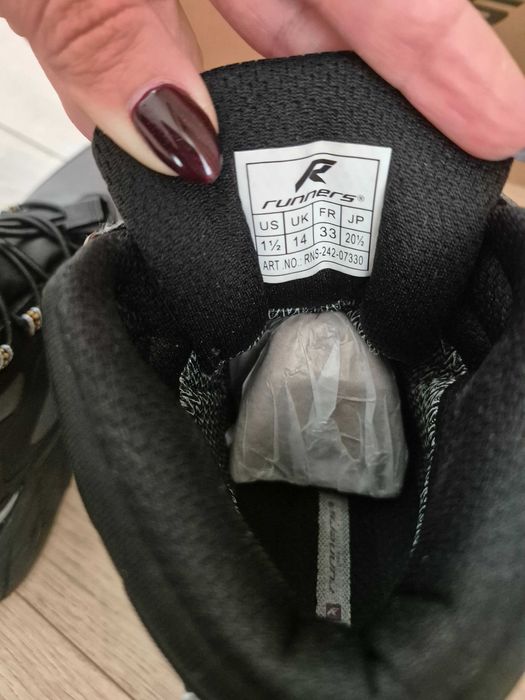 runners®
US UK FR JP
1½ 14 33 20½
ART .NO.: RNS-242-07330
runners